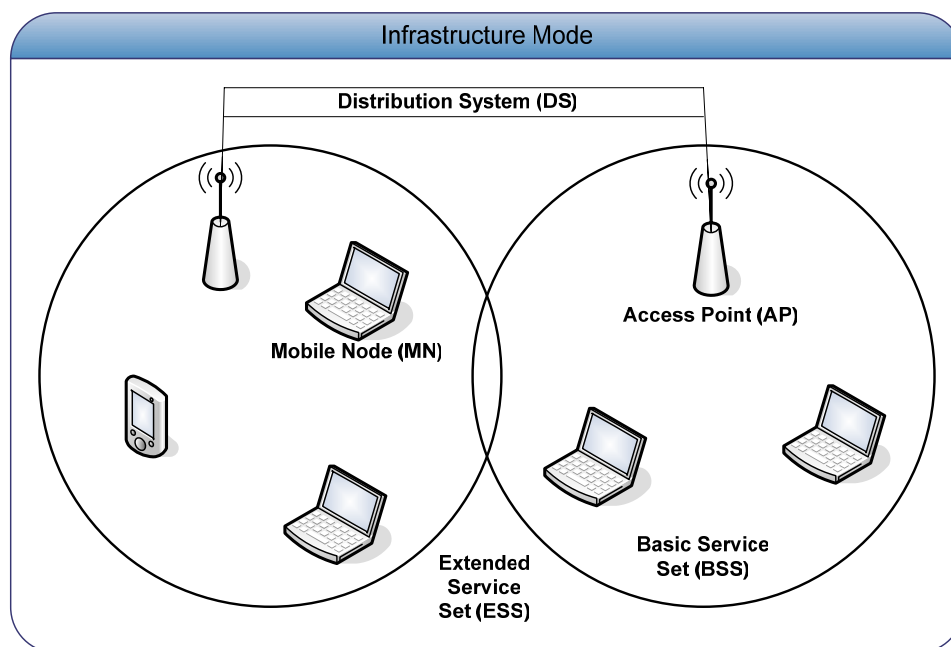 Infrastructure Mode
Distribution System (DS)
Mobile Node (MN)
Access Point (AP)
Extended
Service
Set (ESS)
Basic Service
Set (BSS)